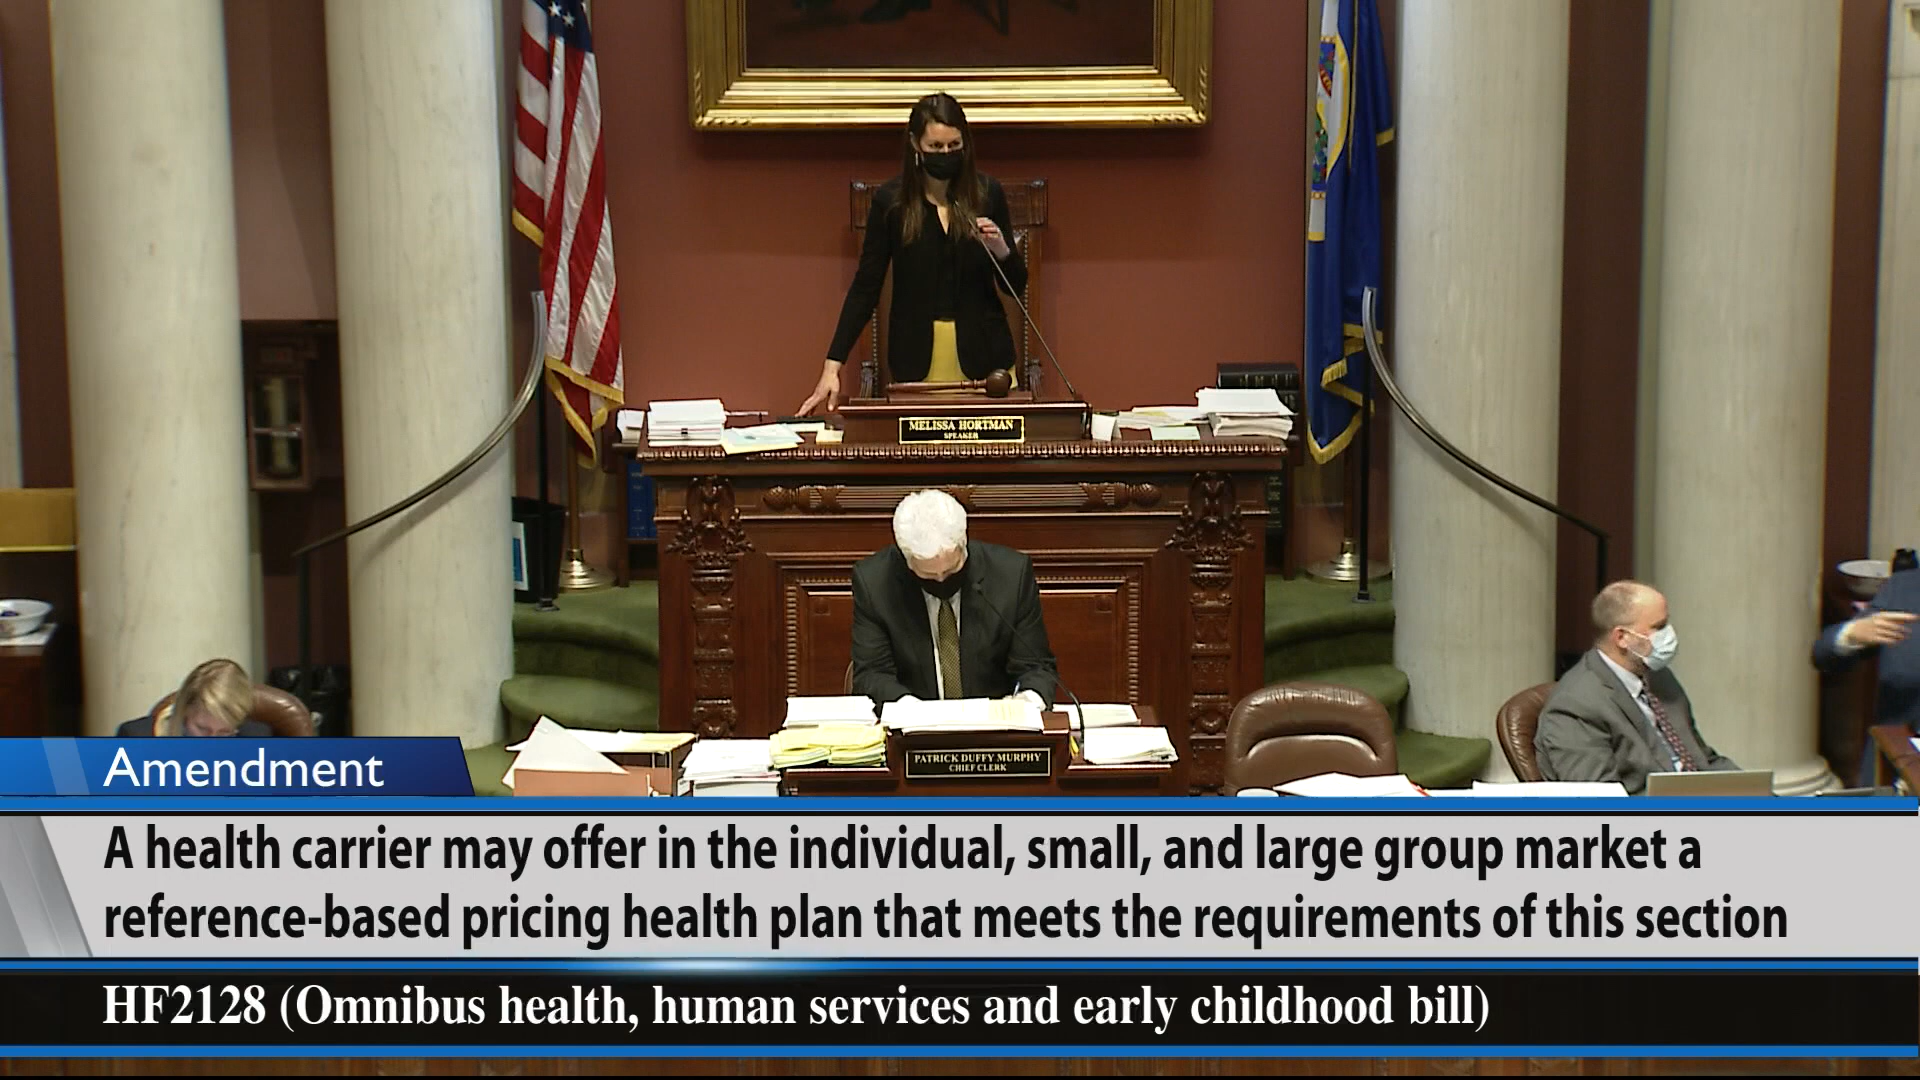 MELISSA HORTMAN
SPEAKER
PATRICK DUFFY MURPHY
CHIEF CLERK
Amendment
A health carrier may offer in the individual, small, and large group market a
reference-based pricing health plan that meets the requirements of this section
HF2128 (Omnibus health, human services and early childhood bill)